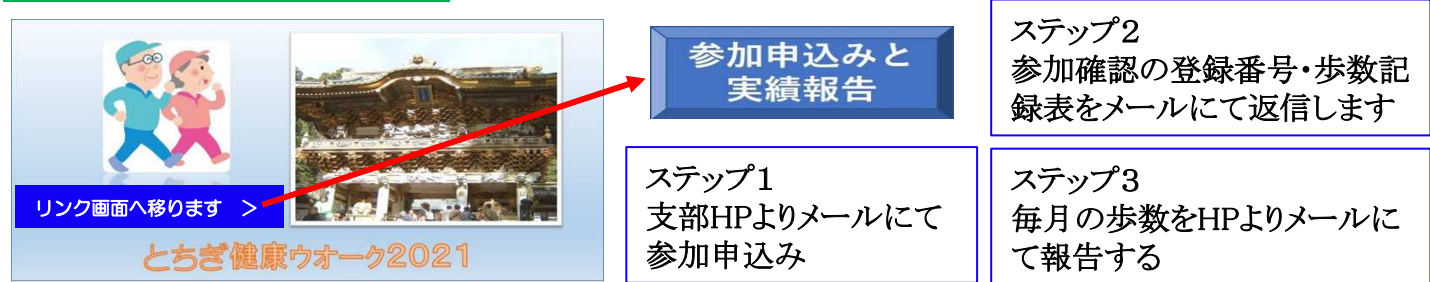 リンク画面へ移ります ＞
とちぎ健康ウオーク2021
参加申込みと
実績報告
ステップ1
支部HPよりメールにて
参加申込み
ステップ2
参加確認の登録番号・歩数記
録表をメールにて返信します
ステップ3
毎月の歩数をHPよりメールに
て報告する